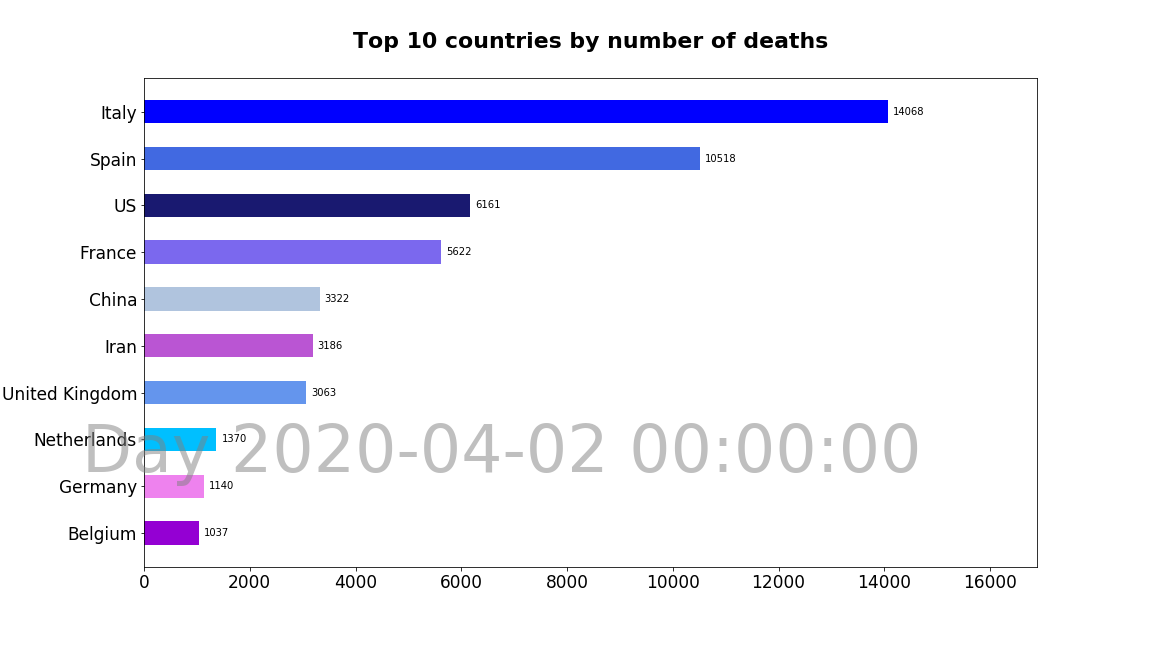 Top 10 countries by number of deaths
Italy 14068
Spain 10518
US 6161
France 5622
China 3322
Iran 3186
United Kingdom 3063
Netherlands 1370
Day 2020-04-02 00:00:00
Germany 1140
Belgium 1037
0 2000 4000 6000 8000 10000 12000 14000 16000